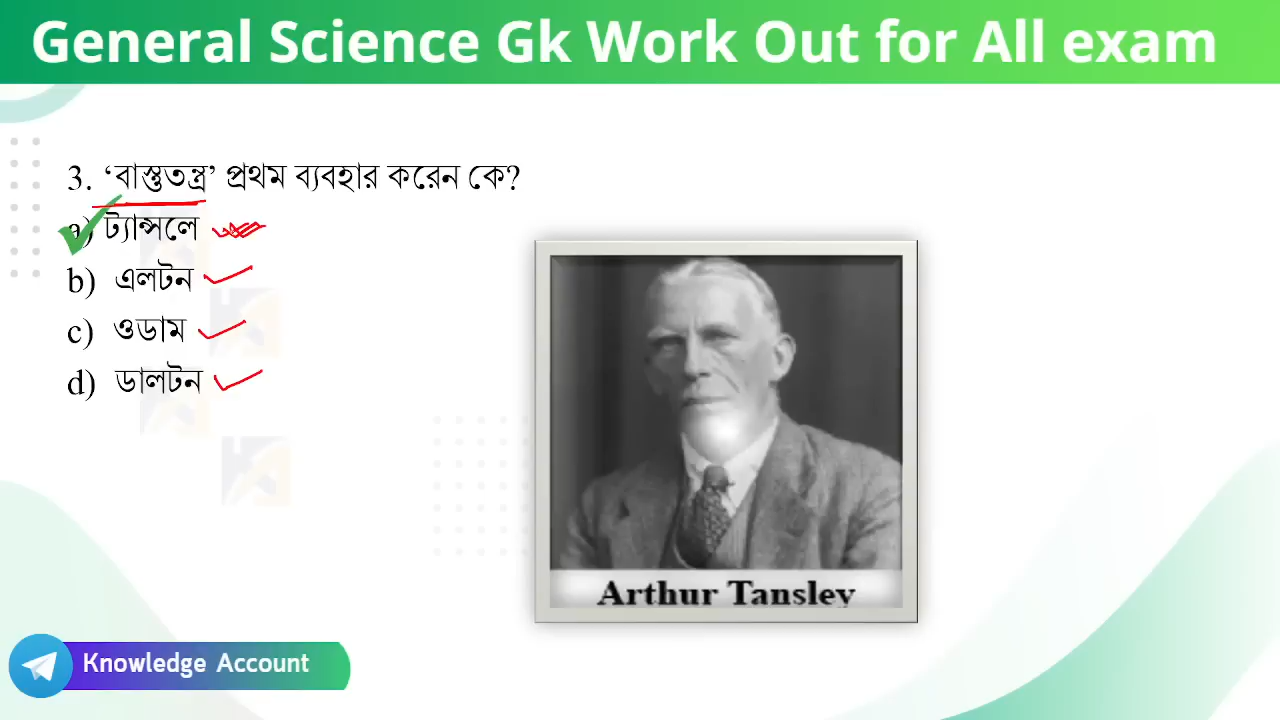 General Science Gk Work Out for All exam
3. ‘বাস্তুতন্ত্র’ প্রথম ব্যবহার করেন কে?
a) ট্যান্সলে
b) এলটন
c) ওডাম
d) ডালটন
Arthur Tansley
Knowledge Account